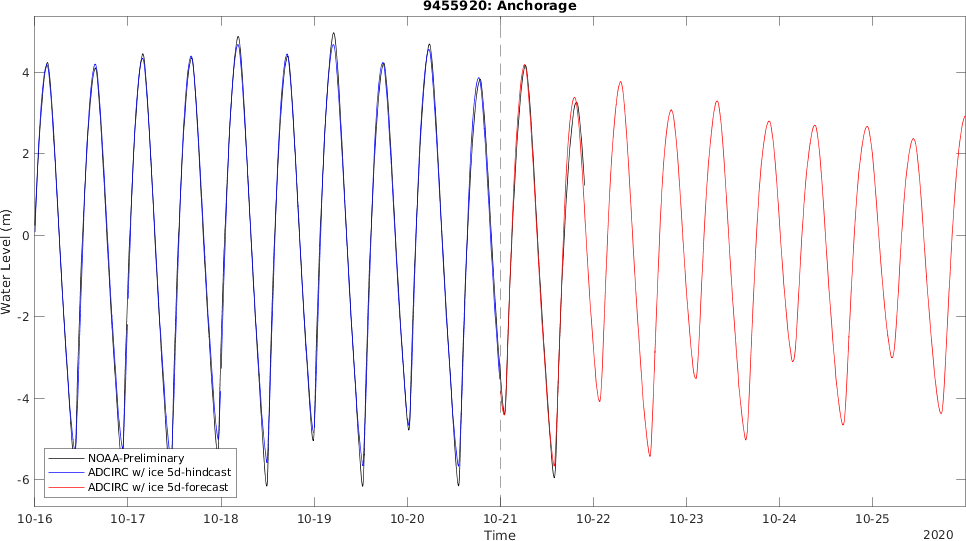 9455920: Anchorage
Water Level (m)
4
2
0
-2
-4
-6
NOAA-Preliminary
ADCIRC w/ ice 5d-hindcast
ADCIRC w/ ice 5d-forecast
10-16 10-17 10-18 10-19 10-20 10-21 10-22 10-23 10-24 10-25
Time
2020